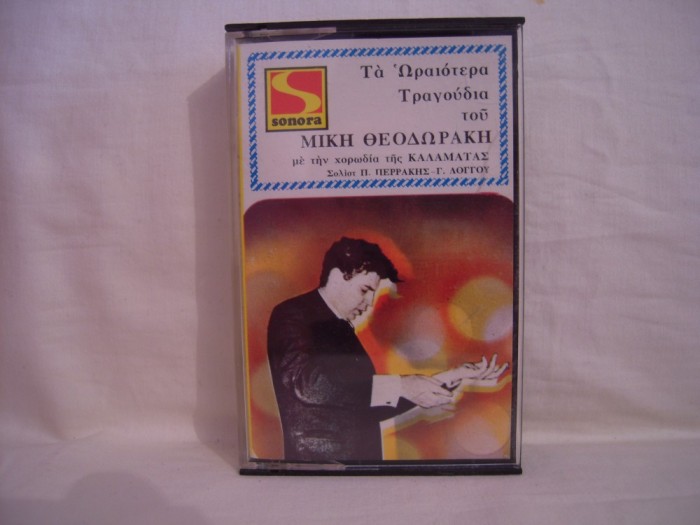 sonora
Τὰ Ὡραιότερα
Τραγούδια
τοῦ
ΜΙΚΗ ΘΕΟΔΩΡΑΚΗ
μὲ τὴν χορωδία τῆς ΚΑΛΑΜΑΤΑΣ
Σολίστ Π. ΠΕΡΡΑΚΗΣ - Γ. ΛΟΓΓΟΥ